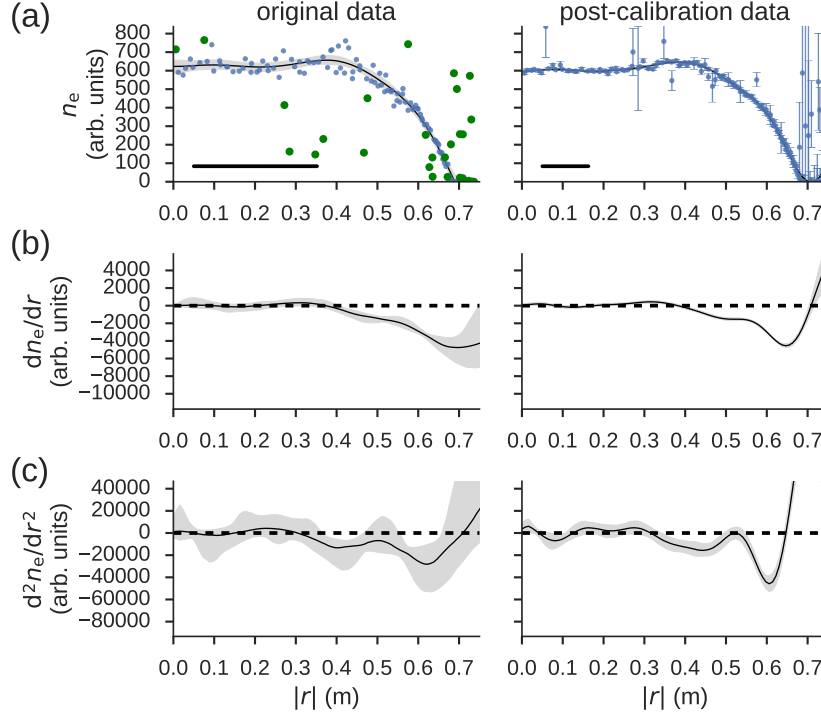 (a) original data post-calibration data
nₑ
(arb. units)
800
700
600
500
400
300
200
100
0
0.0 0.1 0.2 0.3 0.4 0.5 0.6 0.7 0.0 0.1 0.2 0.3 0.4 0.5 0.6 0.7
(b)
dnₑ/dr
(arb. units)
4000
2000
0
−2000
−4000
−6000
−8000
−10000
0.0 0.1 0.2 0.3 0.4 0.5 0.6 0.7 0.0 0.1 0.2 0.3 0.4 0.5 0.6 0.7
(c)
d²nₑ/dr²
(arb. units)
40000
20000
0
−20000
−40000
−60000
−80000
0.0 0.1 0.2 0.3 0.4 0.5 0.6 0.7 0.0 0.1 0.2 0.3 0.4 0.5 0.6 0.7
|r| (m) |r| (m)